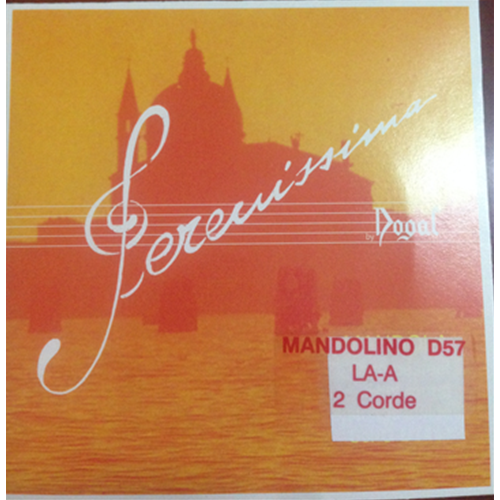 Serenissima
by Dogal
MANDOLINO D57
LA-A
2 Corde